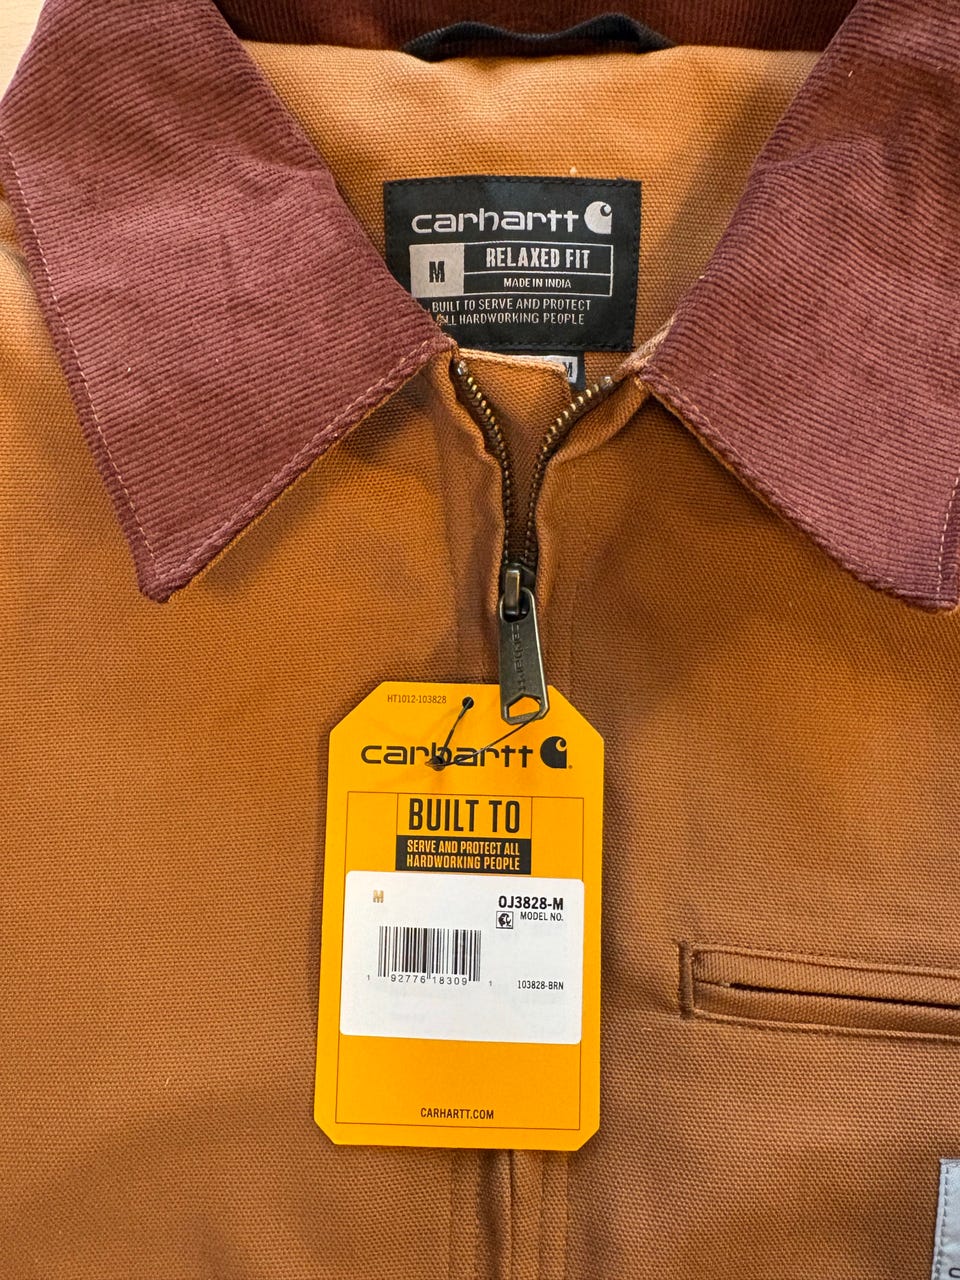 carhartt
M RELAXED FIT
MADE IN INDIA
BUILT TO SERVE AND PROTECT
ALL HARDWORKING PEOPLE
M
carhartt
HT1012-103828
carhartt
BUILT TO
SERVE AND PROTECT ALL
HARDWORKING PEOPLE
M
OJ3828-M
MODEL NO.
1 92776 18309 1
103828-BRN
CARHARTT.COM